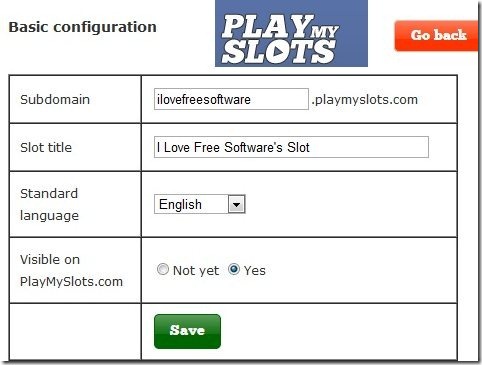 Basic configuration
PLAY MY
SLOTS
Go back
Subdomain
ilovefreesoftware .playmyslots.com
Slot title
I Love Free Software's Slot
Standard
language
English
Visible on
PlayMySlots.com
Not yet Yes
Save